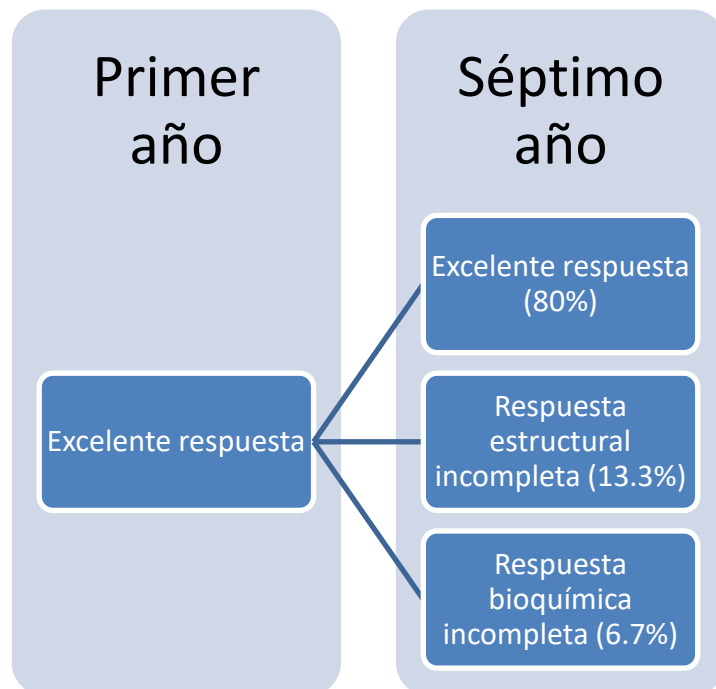 Primer
año
Séptimo
año
Excelente respuesta
Excelente respuesta
(80%)
Respuesta
estructural
incompleta (13.3%)
Respuesta
bioquímica
incompleta (6.7%)